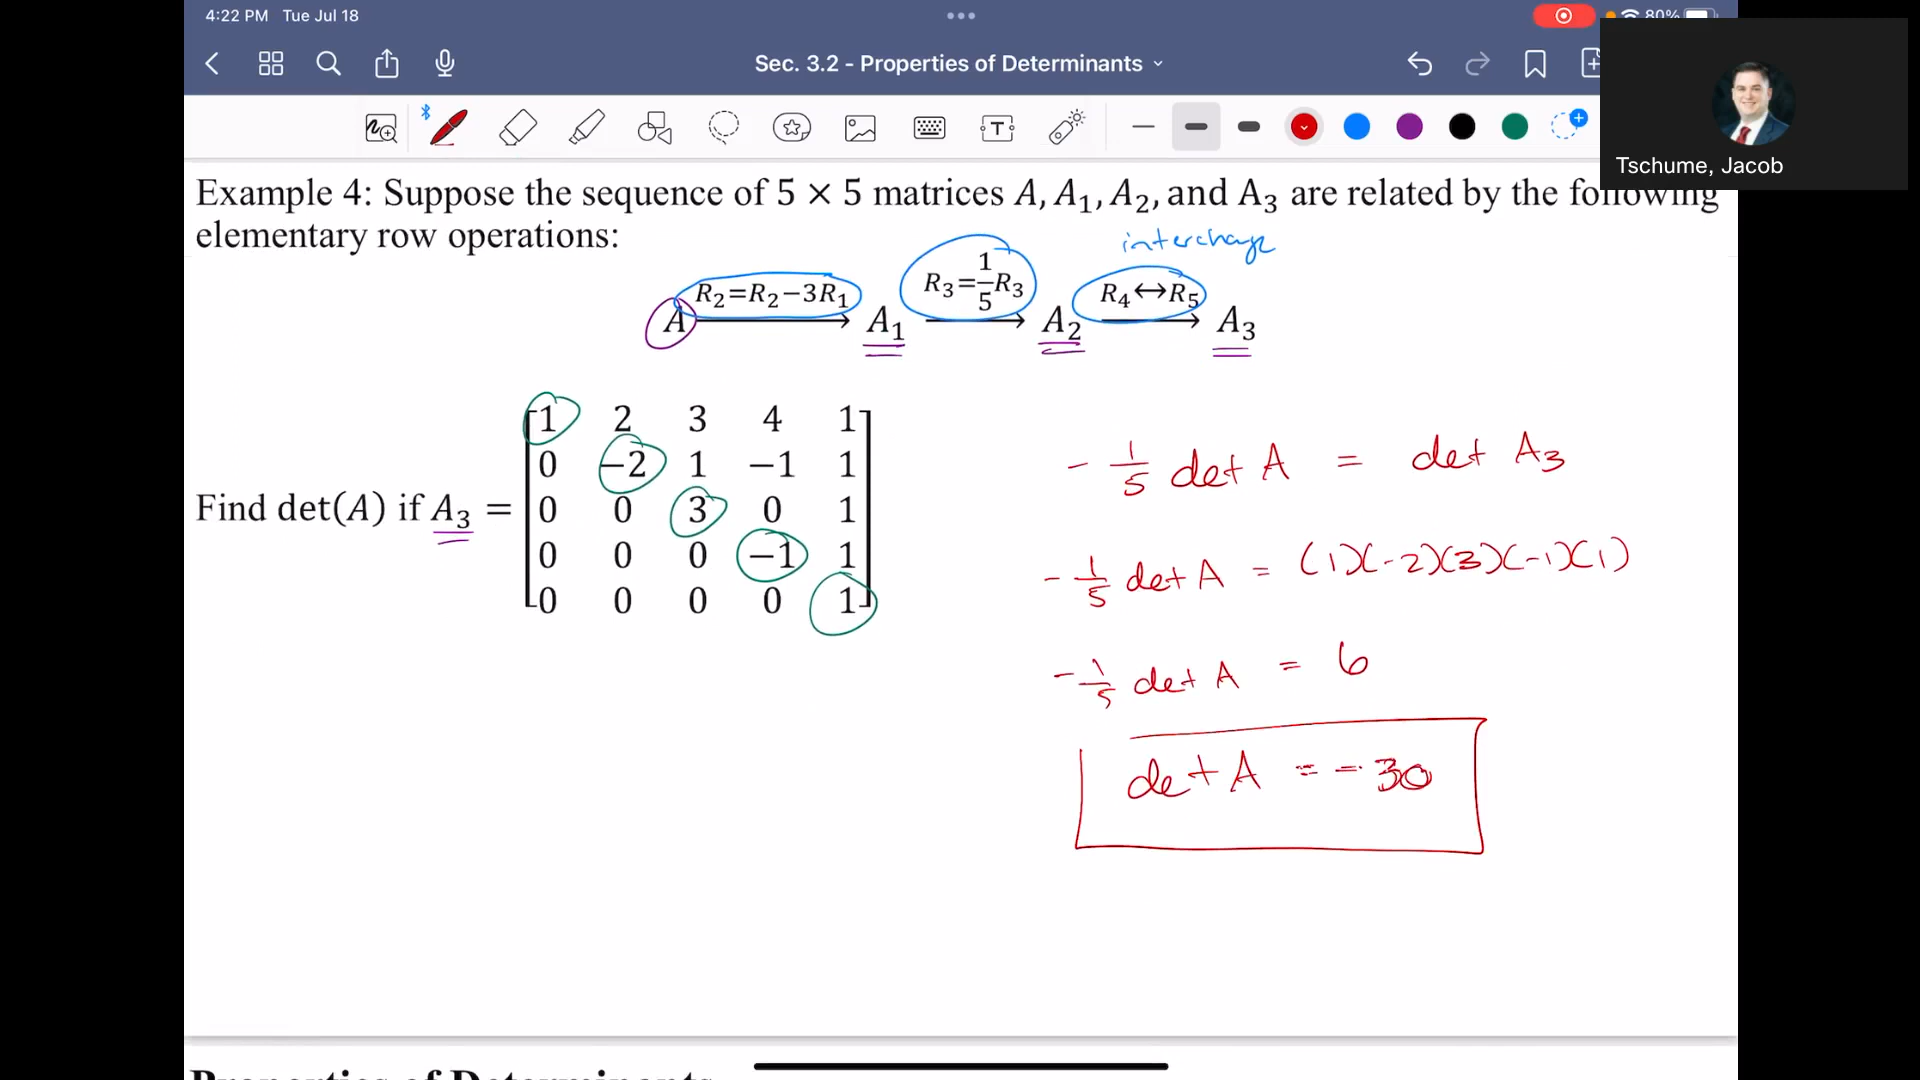 4:22 PM Tue Jul 18
80%
Sec. 3.2 - Properties of Determinants
Tschume, Jacob
Example 4: Suppose the sequence of 5 × 5 matrices A, A₁, A₂, and A₃ are related by the following
elementary row operations:
interchange
A R₂=R₂−3R₁ A₁ R₃=1/5R₃ A₂ R₄↔R₅ A₃
Find det(A) if A₃ =
1 2 3 4 1
0 −2 1 −1 1
0 0 3 0 1
0 0 0 −1 1
0 0 0 0 1
- 1/5 det A = det A₃
- 1/5 det A = (1)(-2)(3)(-1)(1)
- 1/5 det A = 6
det A = - 30
Properties of Determinants